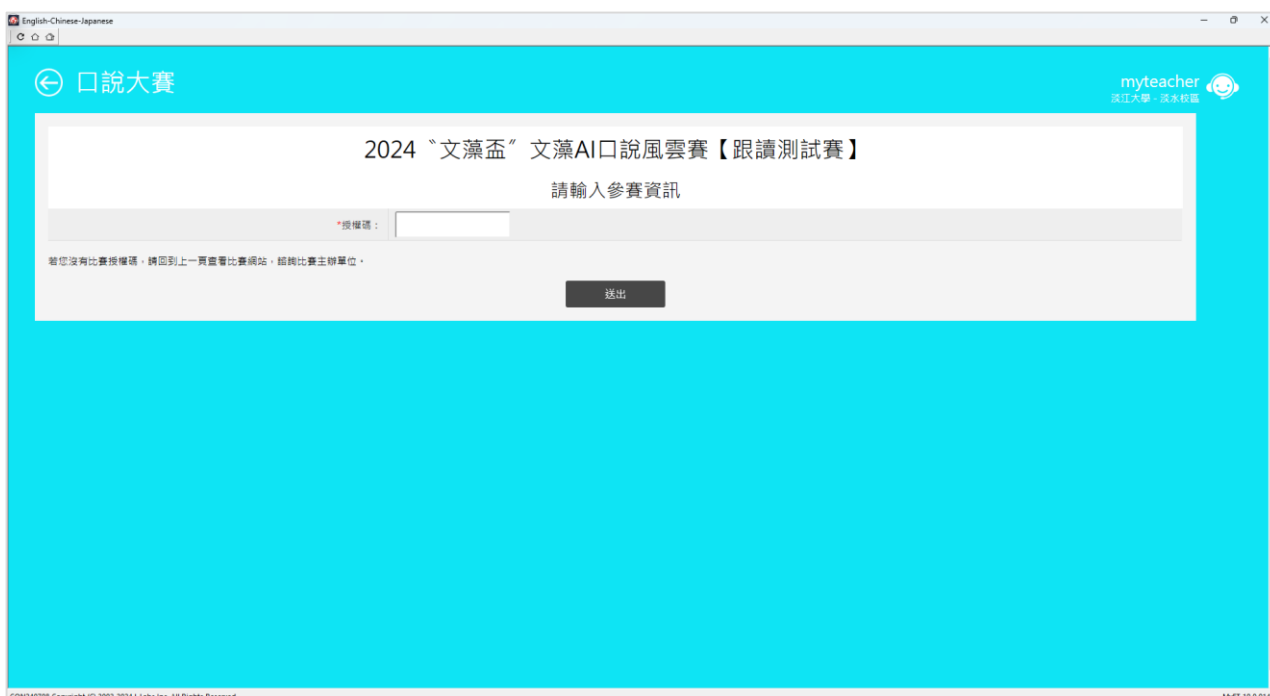 English-Chinese-Japanese
口說大賽
myteacher
淡江大學 - 淡水校區
2024〝文藻盃〞文藻AI口說風雲賽【跟讀測試賽】
請輸入參賽資訊
*授權碼：
若您沒有比賽授權碼，請回到上一頁查看比賽網站，諮詢比賽主辦單位。
送出